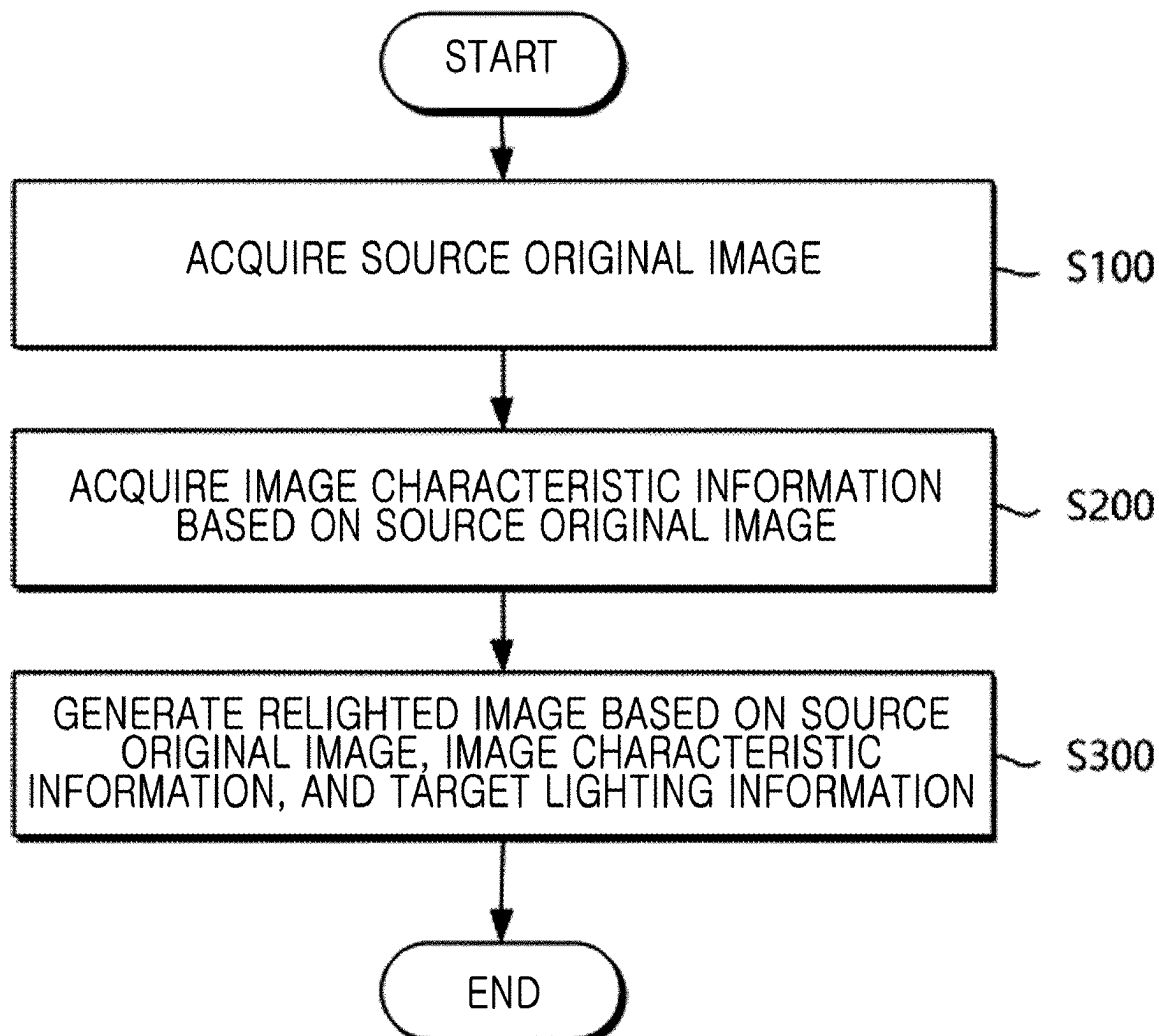 START
ACQUIRE SOURCE ORIGINAL IMAGE
S100
ACQUIRE IMAGE CHARACTERISTIC INFORMATION
BASED ON SOURCE ORIGINAL IMAGE
S200
GENERATE RELIGHTED IMAGE BASED ON SOURCE
ORIGINAL IMAGE, IMAGE CHARACTERISTIC
INFORMATION, AND TARGET LIGHTING INFORMATION
S300
END